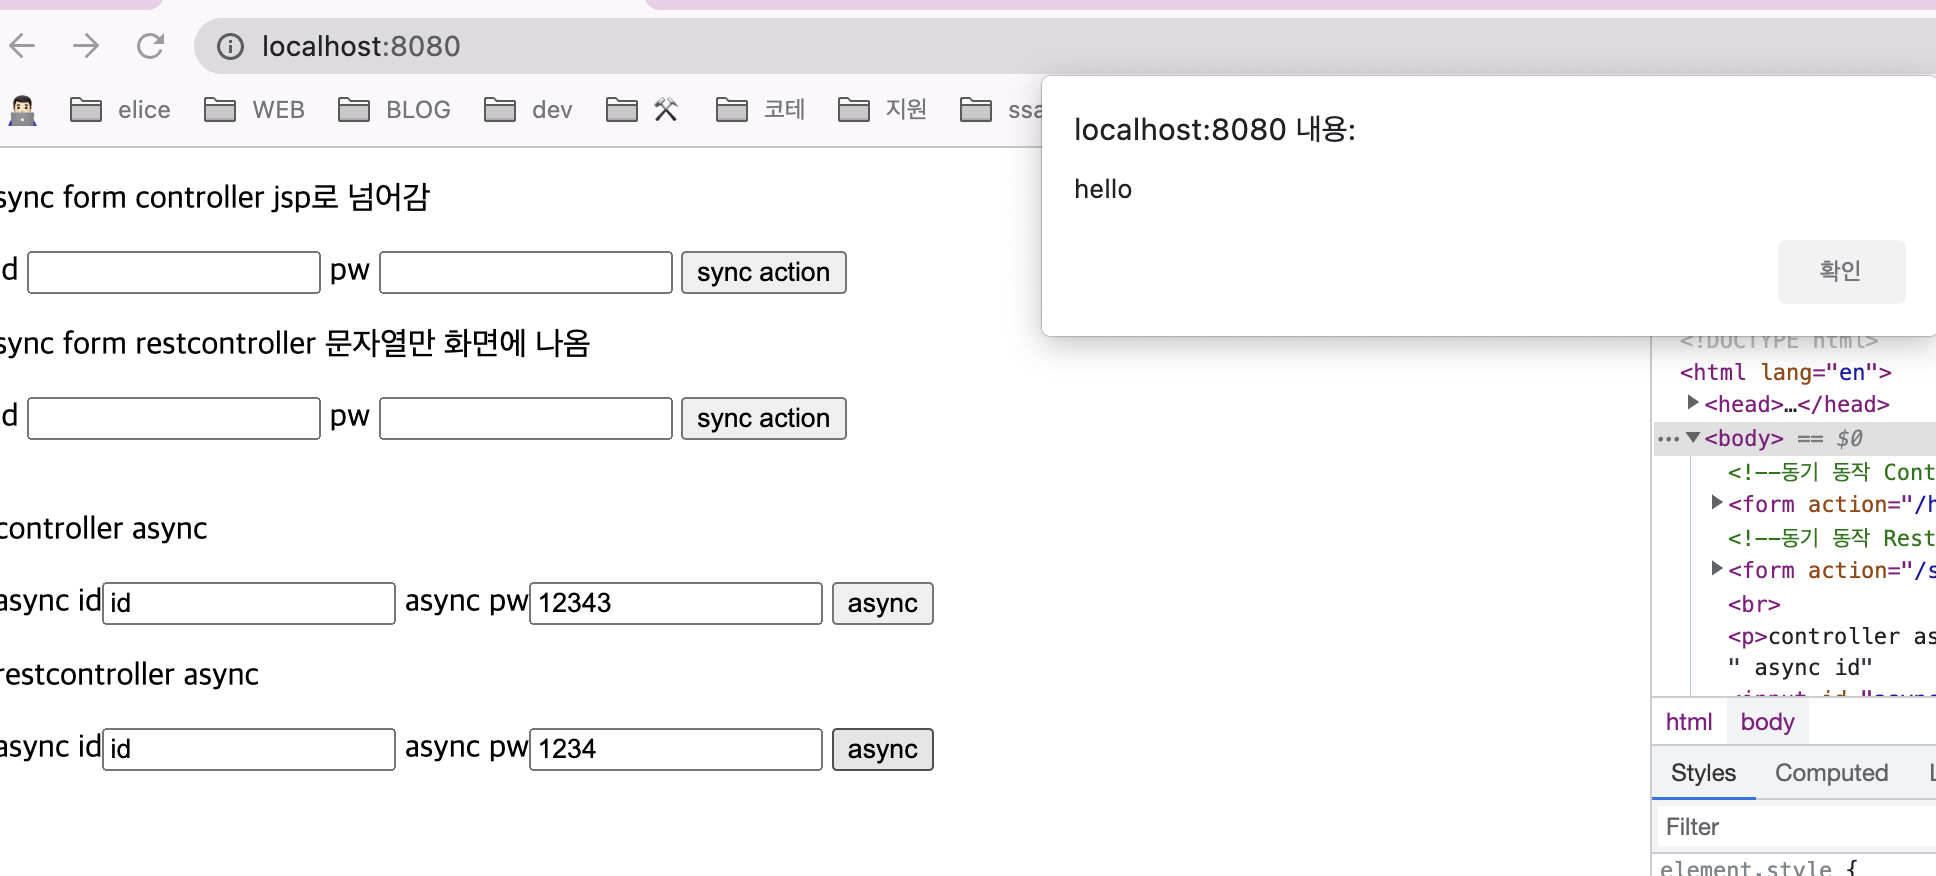 localhost:8080
elice WEB BLOG dev 코테 지원 ssa
localhost:8080 내용:
hello
확인
sync form controller jsp로 넘어감
d pw sync action
sync form restcontroller 문자열만 화면에 나옴
d pw sync action
controller async
async id id async pw 12343 async
restcontroller async
async id id async pw 1234 async
<!DOCTYPE html>
<html lang="en">
<head>…</head>
<body> == $0
<!--동기 동작 Cont
<form action="/h
<!--동기 동작 Rest
<form action="/s
<br>
<p>controller as
" async id"
<input id="async
html body
Styles Computed L
Filter
element.style {